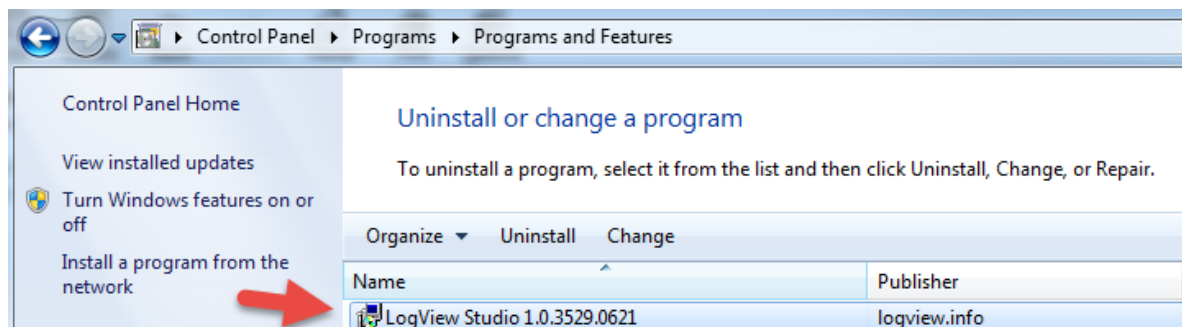 Control Panel Programs Programs and Features
Control Panel Home
View installed updates
Turn Windows features on or
off
Install a program from the
network
Uninstall or change a program
To uninstall a program, select it from the list and then click Uninstall, Change, or Repair.
Organize Uninstall Change
Name Publisher
LogView Studio 1.0.3529.0621 logview.info